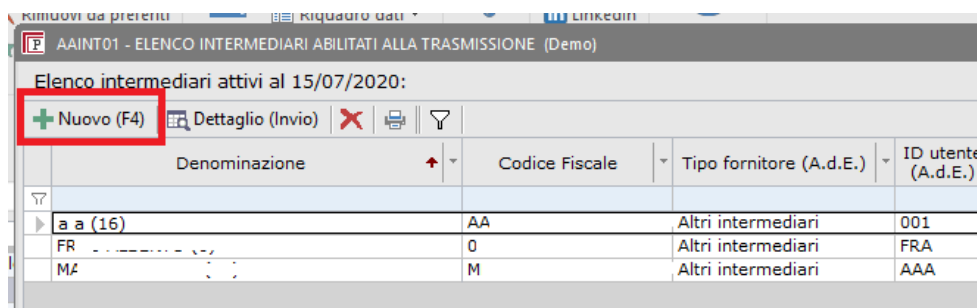 Rimuovi da preferiti Riquadro dati Linkedin
AAINT01 - ELENCO INTERMEDIARI ABILITATI ALLA TRASMISSIONE (Demo)
Elenco intermediari attivi al 15/07/2020:
Nuovo (F4) Dettaglio (Invio)
Denominazione Codice Fiscale Tipo fornitore (A.d.E.) ID utente (A.d.E.)
a a (16) AA Altri intermediari 001
FR 0 Altri intermediari FRA
MA M Altri intermediari AAA